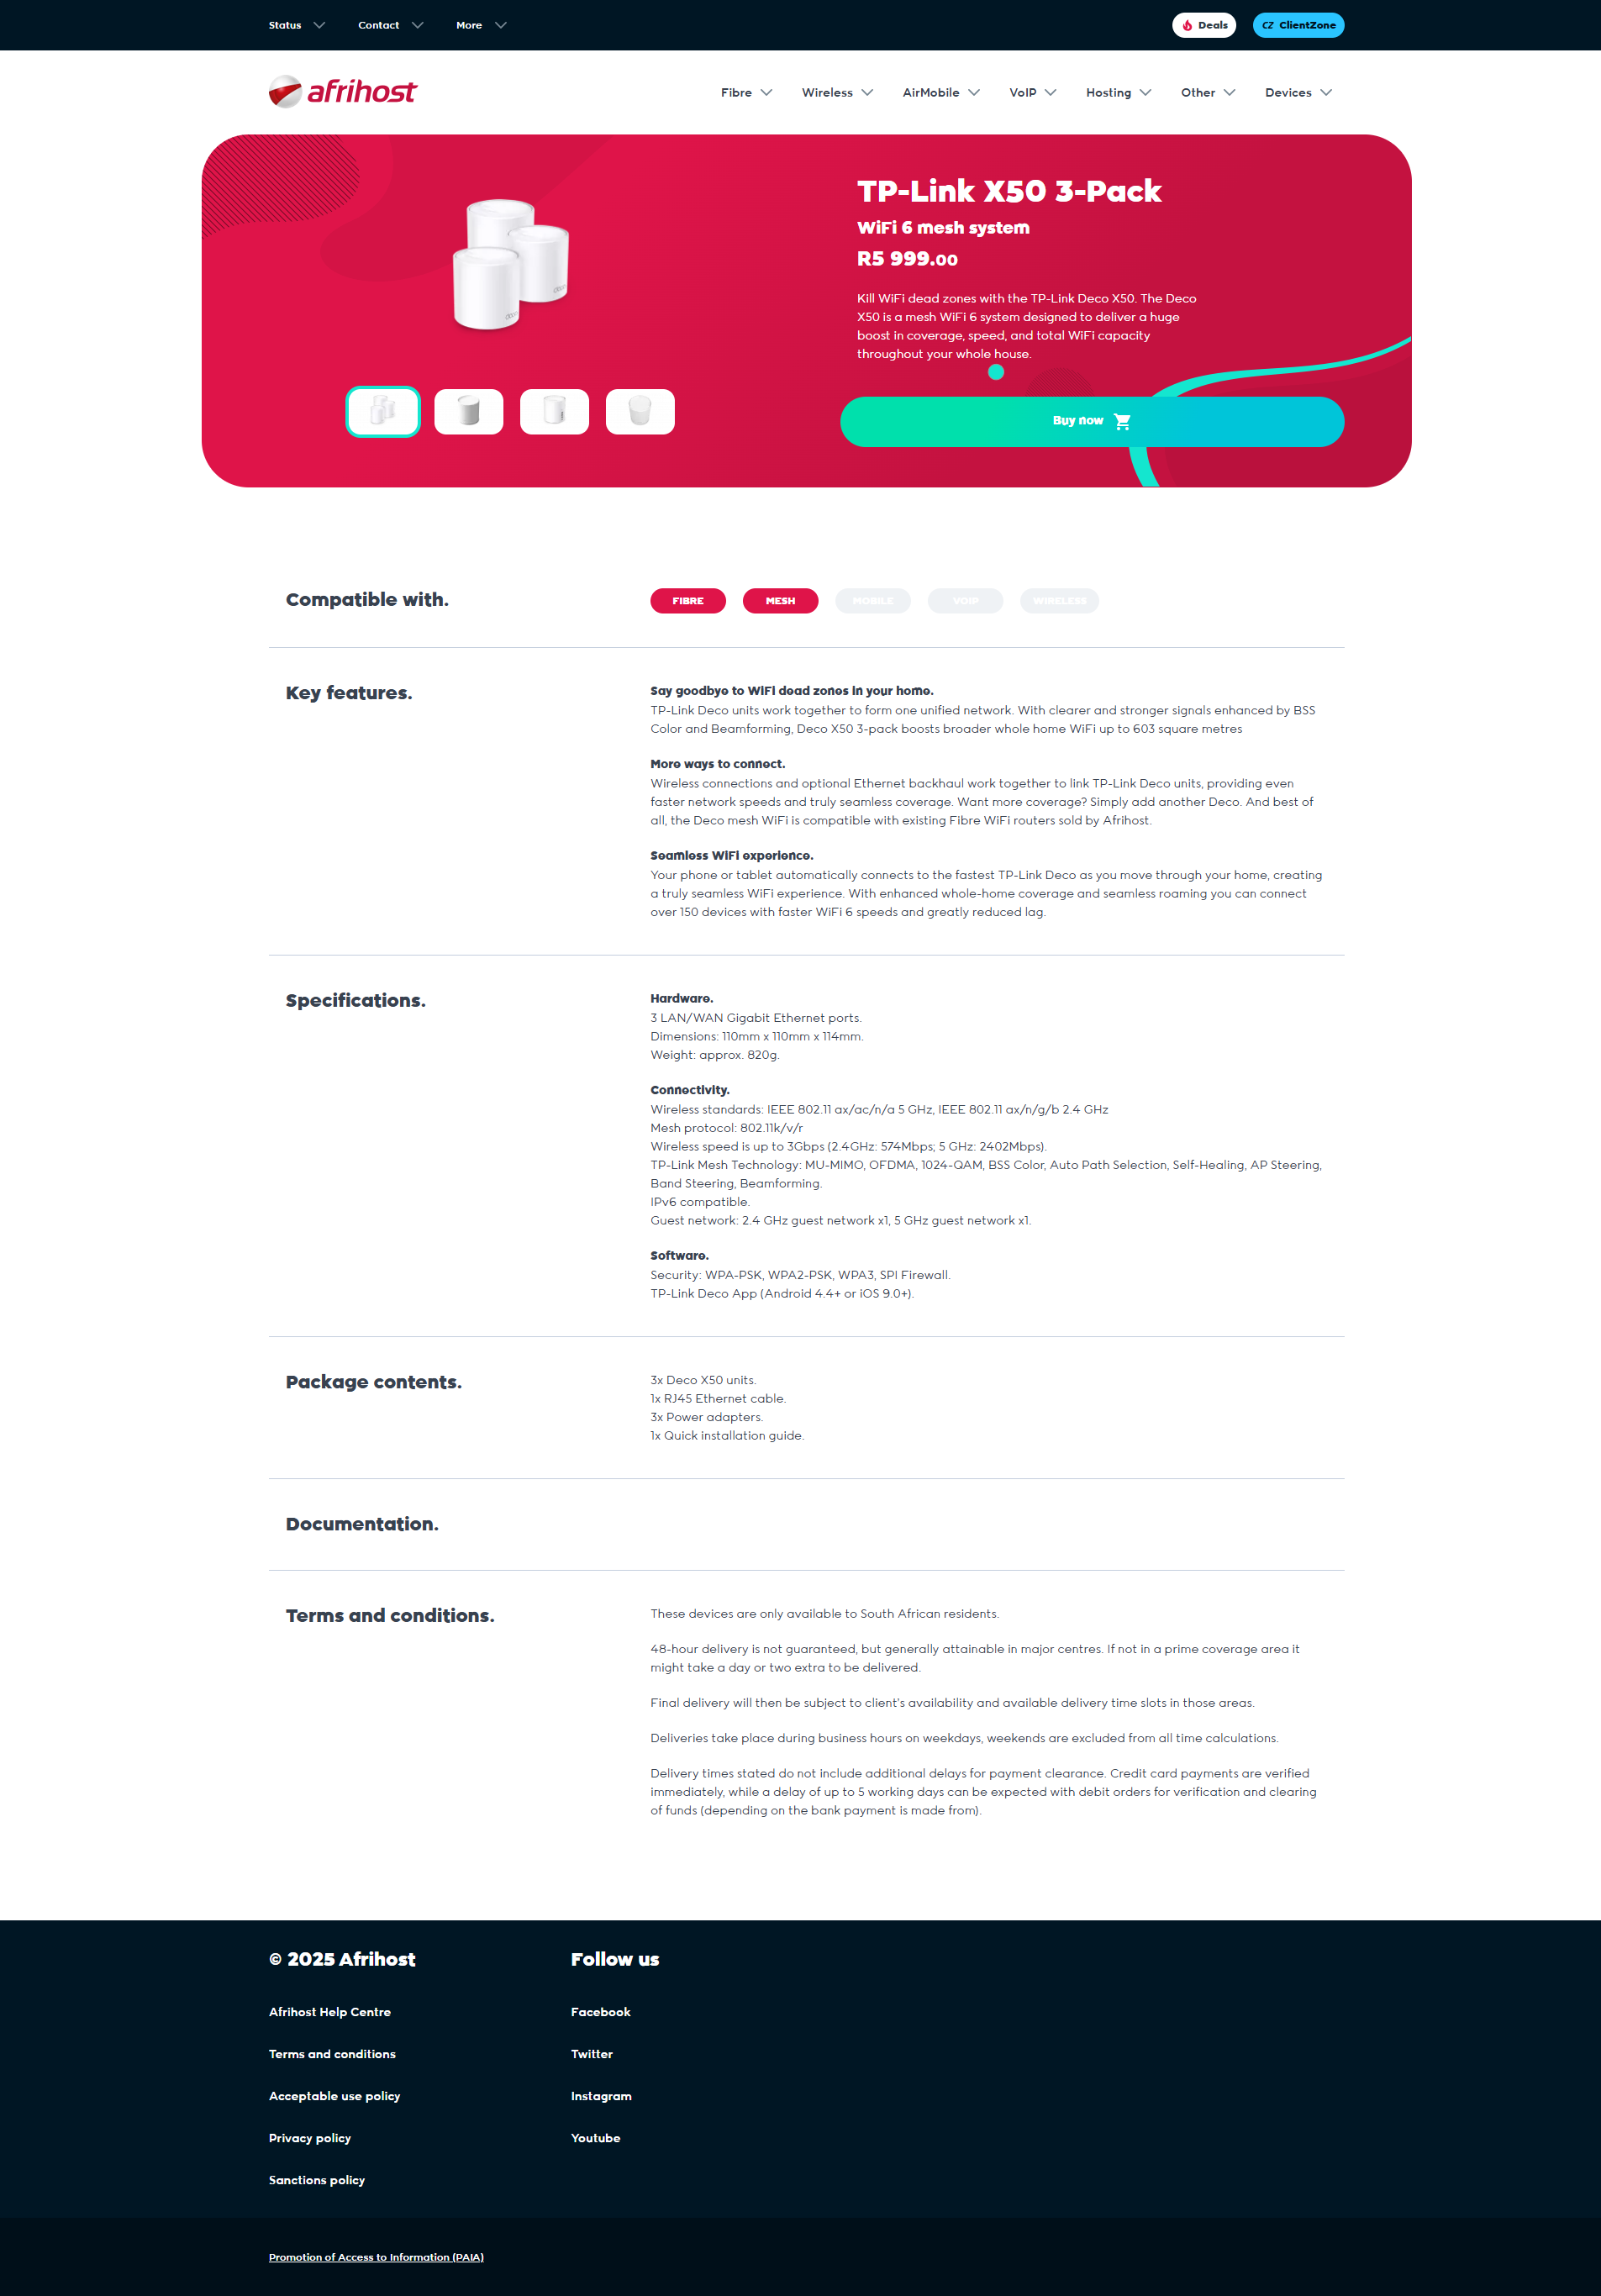 Status
Contact
More
Deals
CZ ClientZone
afrihost
Fibre
Wireless
AirMobile
VoIP
Hosting
Other
Devices
TP-Link X50 3-Pack
WiFi 6 mesh system
R5 999.00
Kill WiFi dead zones with the TP-Link Deco X50. The Deco
X50 is a mesh WiFi 6 system designed to deliver a huge
boost in coverage, speed, and total WiFi capacity
throughout your whole house.
Buy now
Compatible with.
FIBRE
MESH
MOBILE
VOIP
WIRELESS
Key features.
Say goodbye to WiFi dead zones in your home.
TP-Link Deco units work together to form one unified network. With clearer and stronger signals enhanced by BSS
Color and Beamforming, Deco X50 3-pack boosts broader whole home WiFi up to 603 square metres
More ways to connect.
Wireless connections and optional Ethernet backhaul work together to link TP-Link Deco units, providing even
faster network speeds and truly seamless coverage. Want more coverage? Simply add another Deco. And best of
all, the Deco mesh WiFi is compatible with existing Fibre WiFi routers sold by Afrihost.
Seamless WiFi experience.
Your phone or tablet automatically connects to the fastest TP-Link Deco as you move through your home, creating
a truly seamless WiFi experience. With enhanced whole-home coverage and seamless roaming you can connect
over 150 devices with faster WiFi 6 speeds and greatly reduced lag.
Specifications.
Hardware.
3 LAN/WAN Gigabit Ethernet ports.
Dimensions: 110mm x 110mm x 114mm.
Weight: approx. 820g.
Connectivity.
Wireless standards: IEEE 802.11 ax/ac/n/a 5 GHz, IEEE 802.11 ax/n/g/b 2.4 GHz
Mesh protocol: 802.11k/v/r
Wireless speed is up to 3Gbps (2.4GHz: 574Mbps; 5 GHz: 2402Mbps).
TP-Link Mesh Technology: MU-MIMO, OFDMA, 1024-QAM, BSS Color, Auto Path Selection, Self-Healing, AP Steering,
Band Steering, Beamforming.
IPv6 compatible.
Guest network: 2.4 GHz guest network x1, 5 GHz guest network x1.
Software.
Security: WPA-PSK, WPA2-PSK, WPA3, SPI Firewall.
TP-Link Deco App (Android 4.4+ or iOS 9.0+).
Package contents.
3x Deco X50 units.
1x RJ45 Ethernet cable.
3x Power adapters.
1x Quick installation guide.
Documentation.
Terms and conditions.
These devices are only available to South African residents.
48-hour delivery is not guaranteed, but generally attainable in major centres. If not in a prime coverage area it
might take a day or two extra to be delivered.
Final delivery will then be subject to client's availability and available delivery time slots in those areas.
Deliveries take place during business hours on weekdays, weekends are excluded from all time calculations.
Delivery times stated do not include additional delays for payment clearance. Credit card payments are verified
immediately, while a delay of up to 5 working days can be expected with debit orders for verification and clearing
of funds (depending on the bank payment is made from).
© 2025 Afrihost
Afrihost Help Centre
Terms and conditions
Acceptable use policy
Privacy policy
Sanctions policy
Follow us
Facebook
Twitter
Instagram
Youtube
Promotion of Access to Information (PAIA)